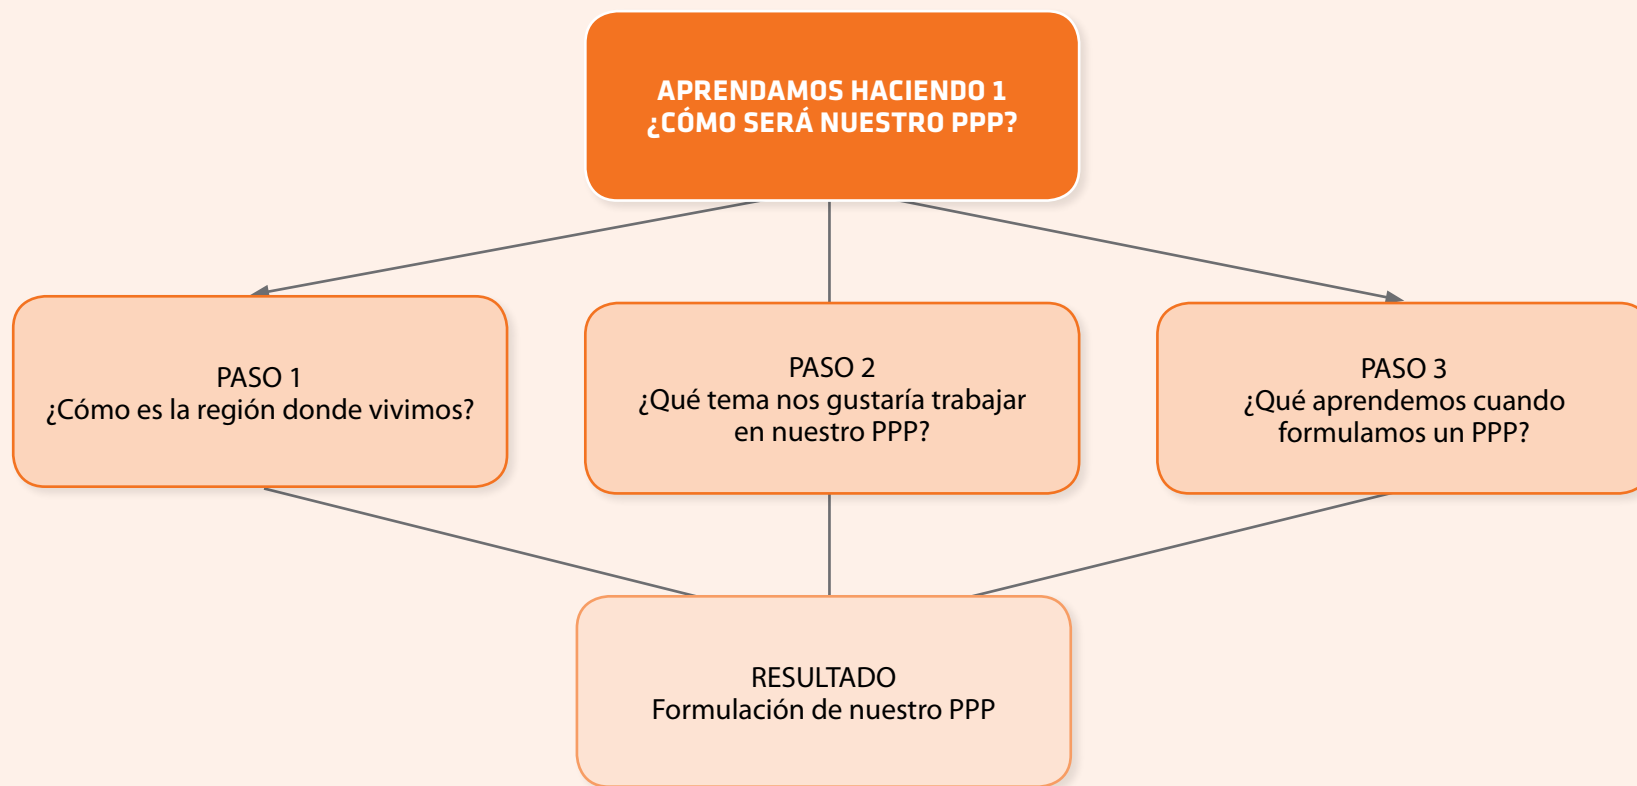 APRENDAMOS HACIENDO 1
¿CÓMO SERÁ NUESTRO PPP?
PASO 1
¿Cómo es la región donde vivimos?
PASO 2
¿Qué tema nos gustaría trabajar
en nuestro PPP?
PASO 3
¿Qué aprendemos cuando
formulamos un PPP?
RESULTADO
Formulación de nuestro PPP